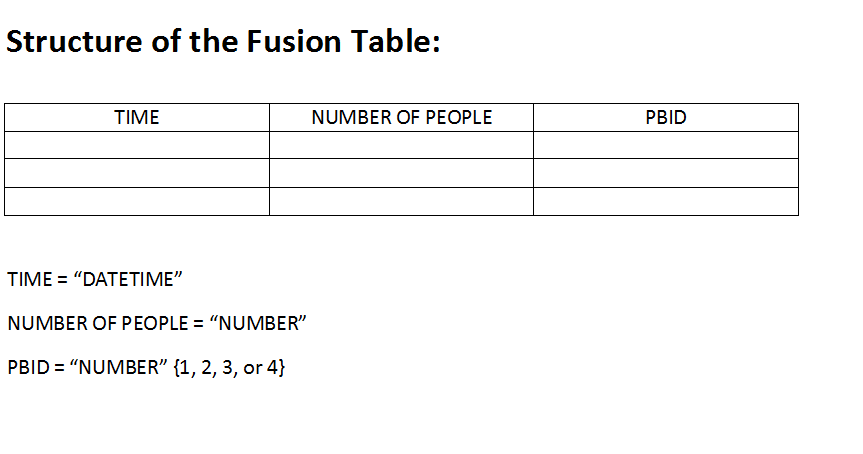 Structure of the Fusion Table:
TIME NUMBER OF PEOPLE PBID
TIME = “DATETIME”
NUMBER OF PEOPLE = “NUMBER”
PBID = “NUMBER” {1, 2, 3, or 4}